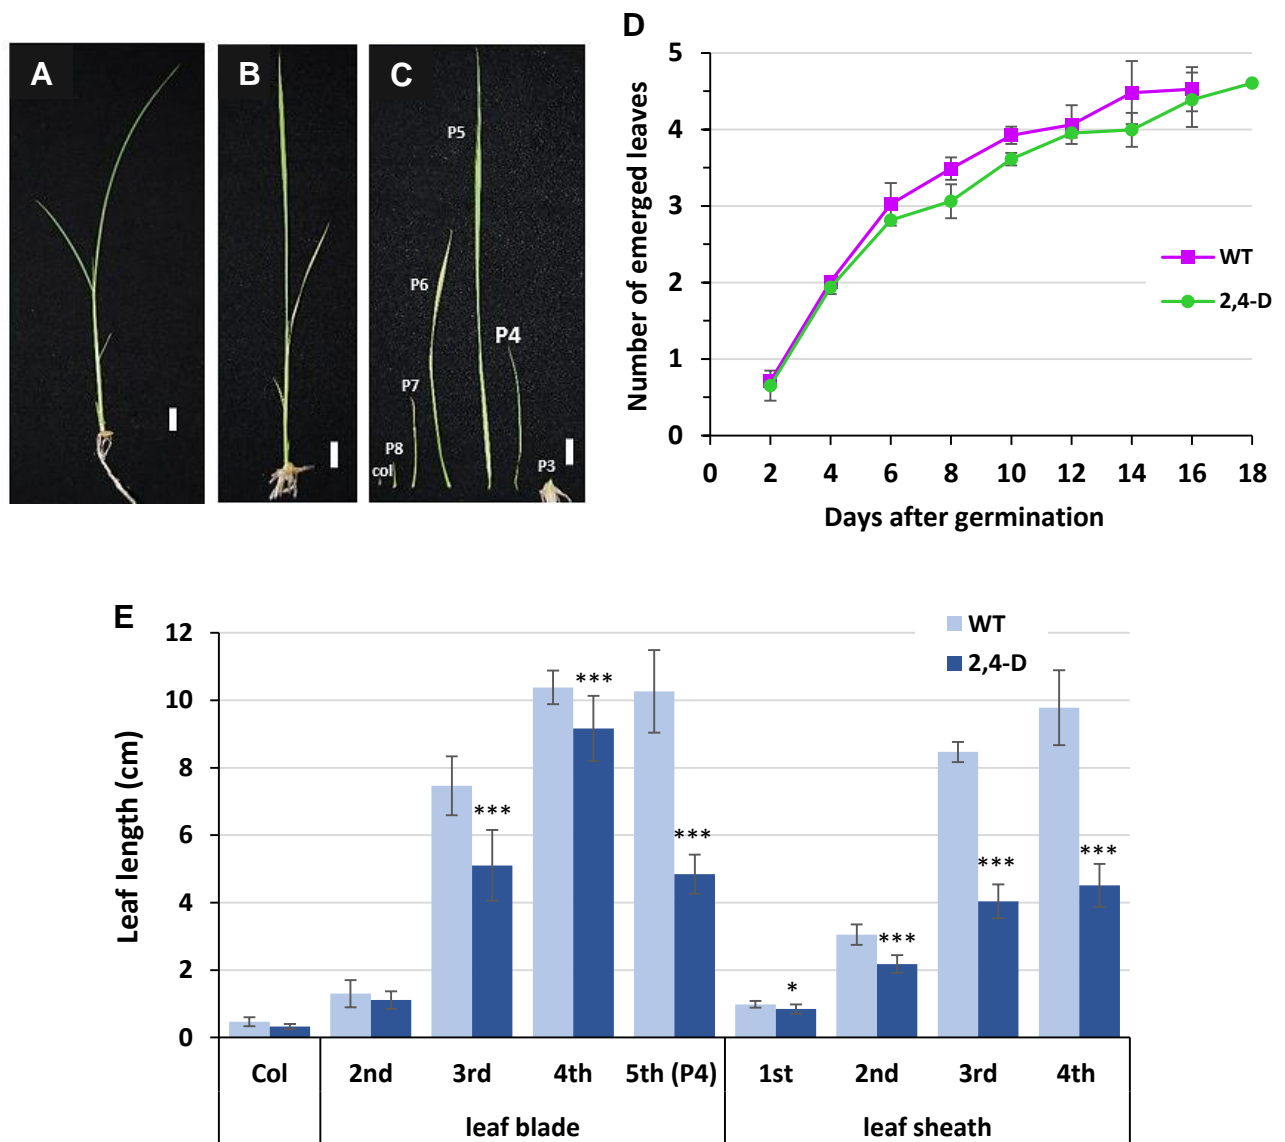 A
B
C
P5
P6
P4
P7
P8
col
P3
D
5
4
3
2
1
0
Number of emerged leaves
0 2 4 6 8 10 12 14 16 18
Days after germination
WT
2,4-D
E
WT
2,4-D
12
10
8
6
4
2
0
Leaf length (cm)
***
***
***
*
***
***
***
Col 2nd 3rd 4th 5th (P4) 1st 2nd 3rd 4th
leaf blade leaf sheath